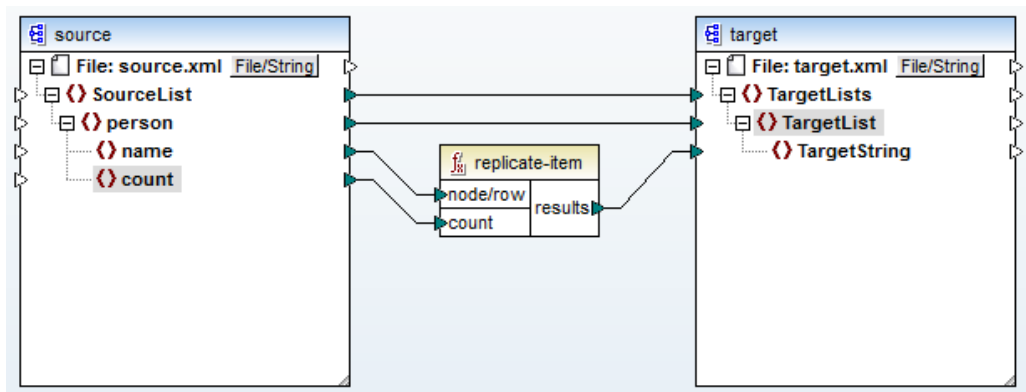 source
File: source.xml File/String
SourceList
person
name
count
replicate-item
node/row
count
results
target
File: target.xml File/String
TargetLists
TargetList
TargetString